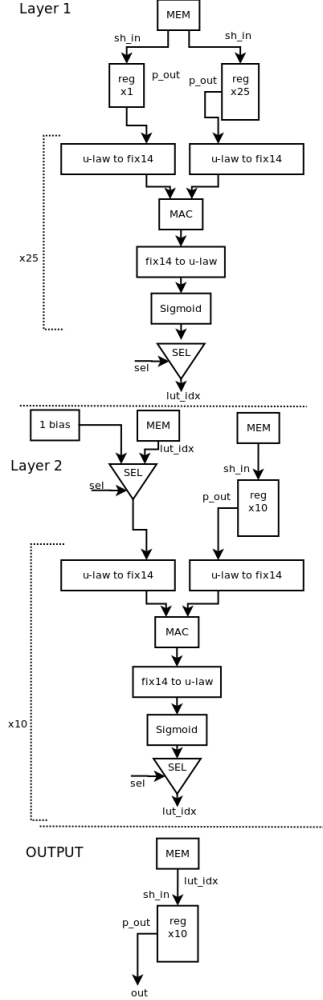 Layer 1
MEM
sh_in
sh_in
reg
x1
p_out
p_out
reg
x25
u-law to fix14
u-law to fix14
x25
MAC
fix14 to u-law
Sigmoid
SEL
sel
lut_idx
1 bias
MEM
MEM
lut_idx
Layer 2
SEL
sh_in
sel
p_out
reg
x10
u-law to fix14
u-law to fix14
MAC
fix14 to u-law
x10
Sigmoid
SEL
sel
lut_idx
OUTPUT
MEM
lut_idx
sh_in
p_out
reg
x10
out